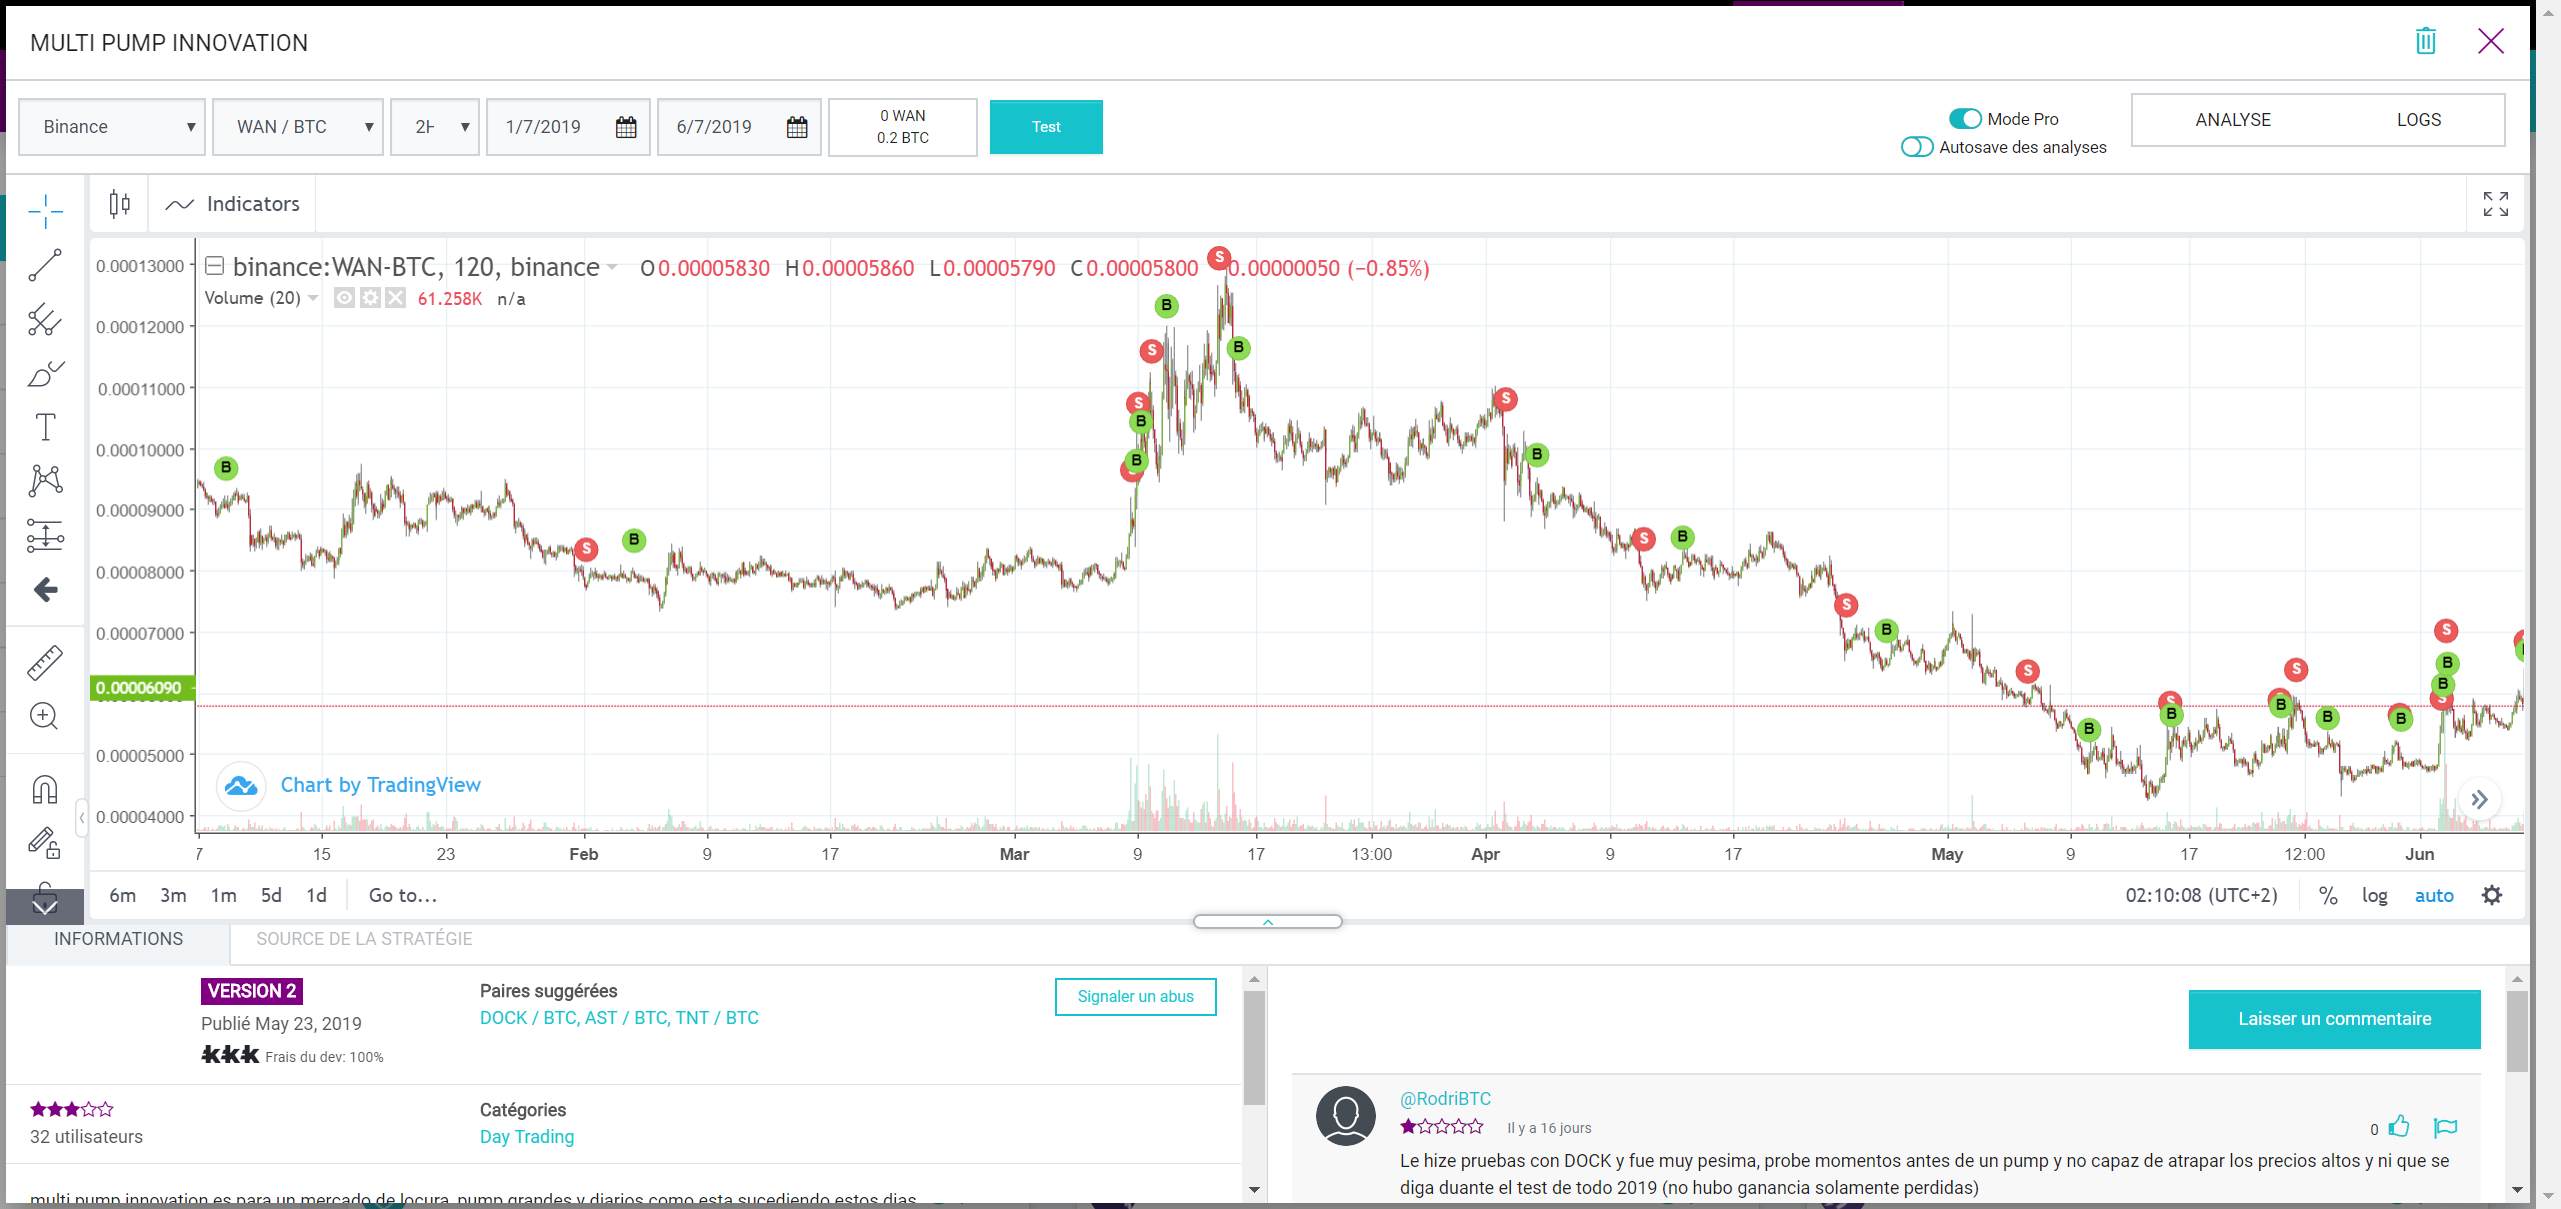 MULTI PUMP INNOVATION
Binance
WAN / BTC
2H
1/7/2019
6/7/2019
0 WAN
0.2 BTC
Test
Mode Pro
Autosave des analyses
ANALYSE
LOGS
Indicators
binance:WAN-BTC, 120, binance O0.00005830 H0.00005860 L0.00005790 C0.00005800 0.00000050 (−0.85%)
Volume (20) 61.258K n/a
0.00013000
0.00012000
0.00011000
0.00010000
0.00009000
0.00008000
0.00007000
0.00006090
0.00005000
0.00004000
B
S
B
S
B
S
B
S
B
S
B
S
B
S
B
S
B
S
B
S
B
B
S
B
B
S
B
S
B
B
S
Chart by TradingView
7 15 23 Feb 9 17 Mar 9 17 13:00 Apr 9 17 May 9 17 12:00 Jun
6m 3m 1m 5d 1d Go to...
02:10:08 (UTC+2) % log auto
INFORMATIONS
SOURCE DE LA STRATÉGIE
VERSION 2
Publié May 23, 2019
Frais du dev: 100%
Paires suggérées
DOCK / BTC, AST / BTC, TNT / BTC
Signaler un abus
32 utilisateurs
Catégories
Day Trading
multi pump innovation es para un mercado de locura, pump grandes y diarios como esta sucediendo estos dias
Laisser un commentaire
@RodriBTC
Il y a 16 jours
0
Le hize pruebas con DOCK y fue muy pesima, probe momentos antes de un pump y no capaz de atrapar los precios altos y ni que se
diga duante el test de todo 2019 (no hubo ganancia solamente perdidas)